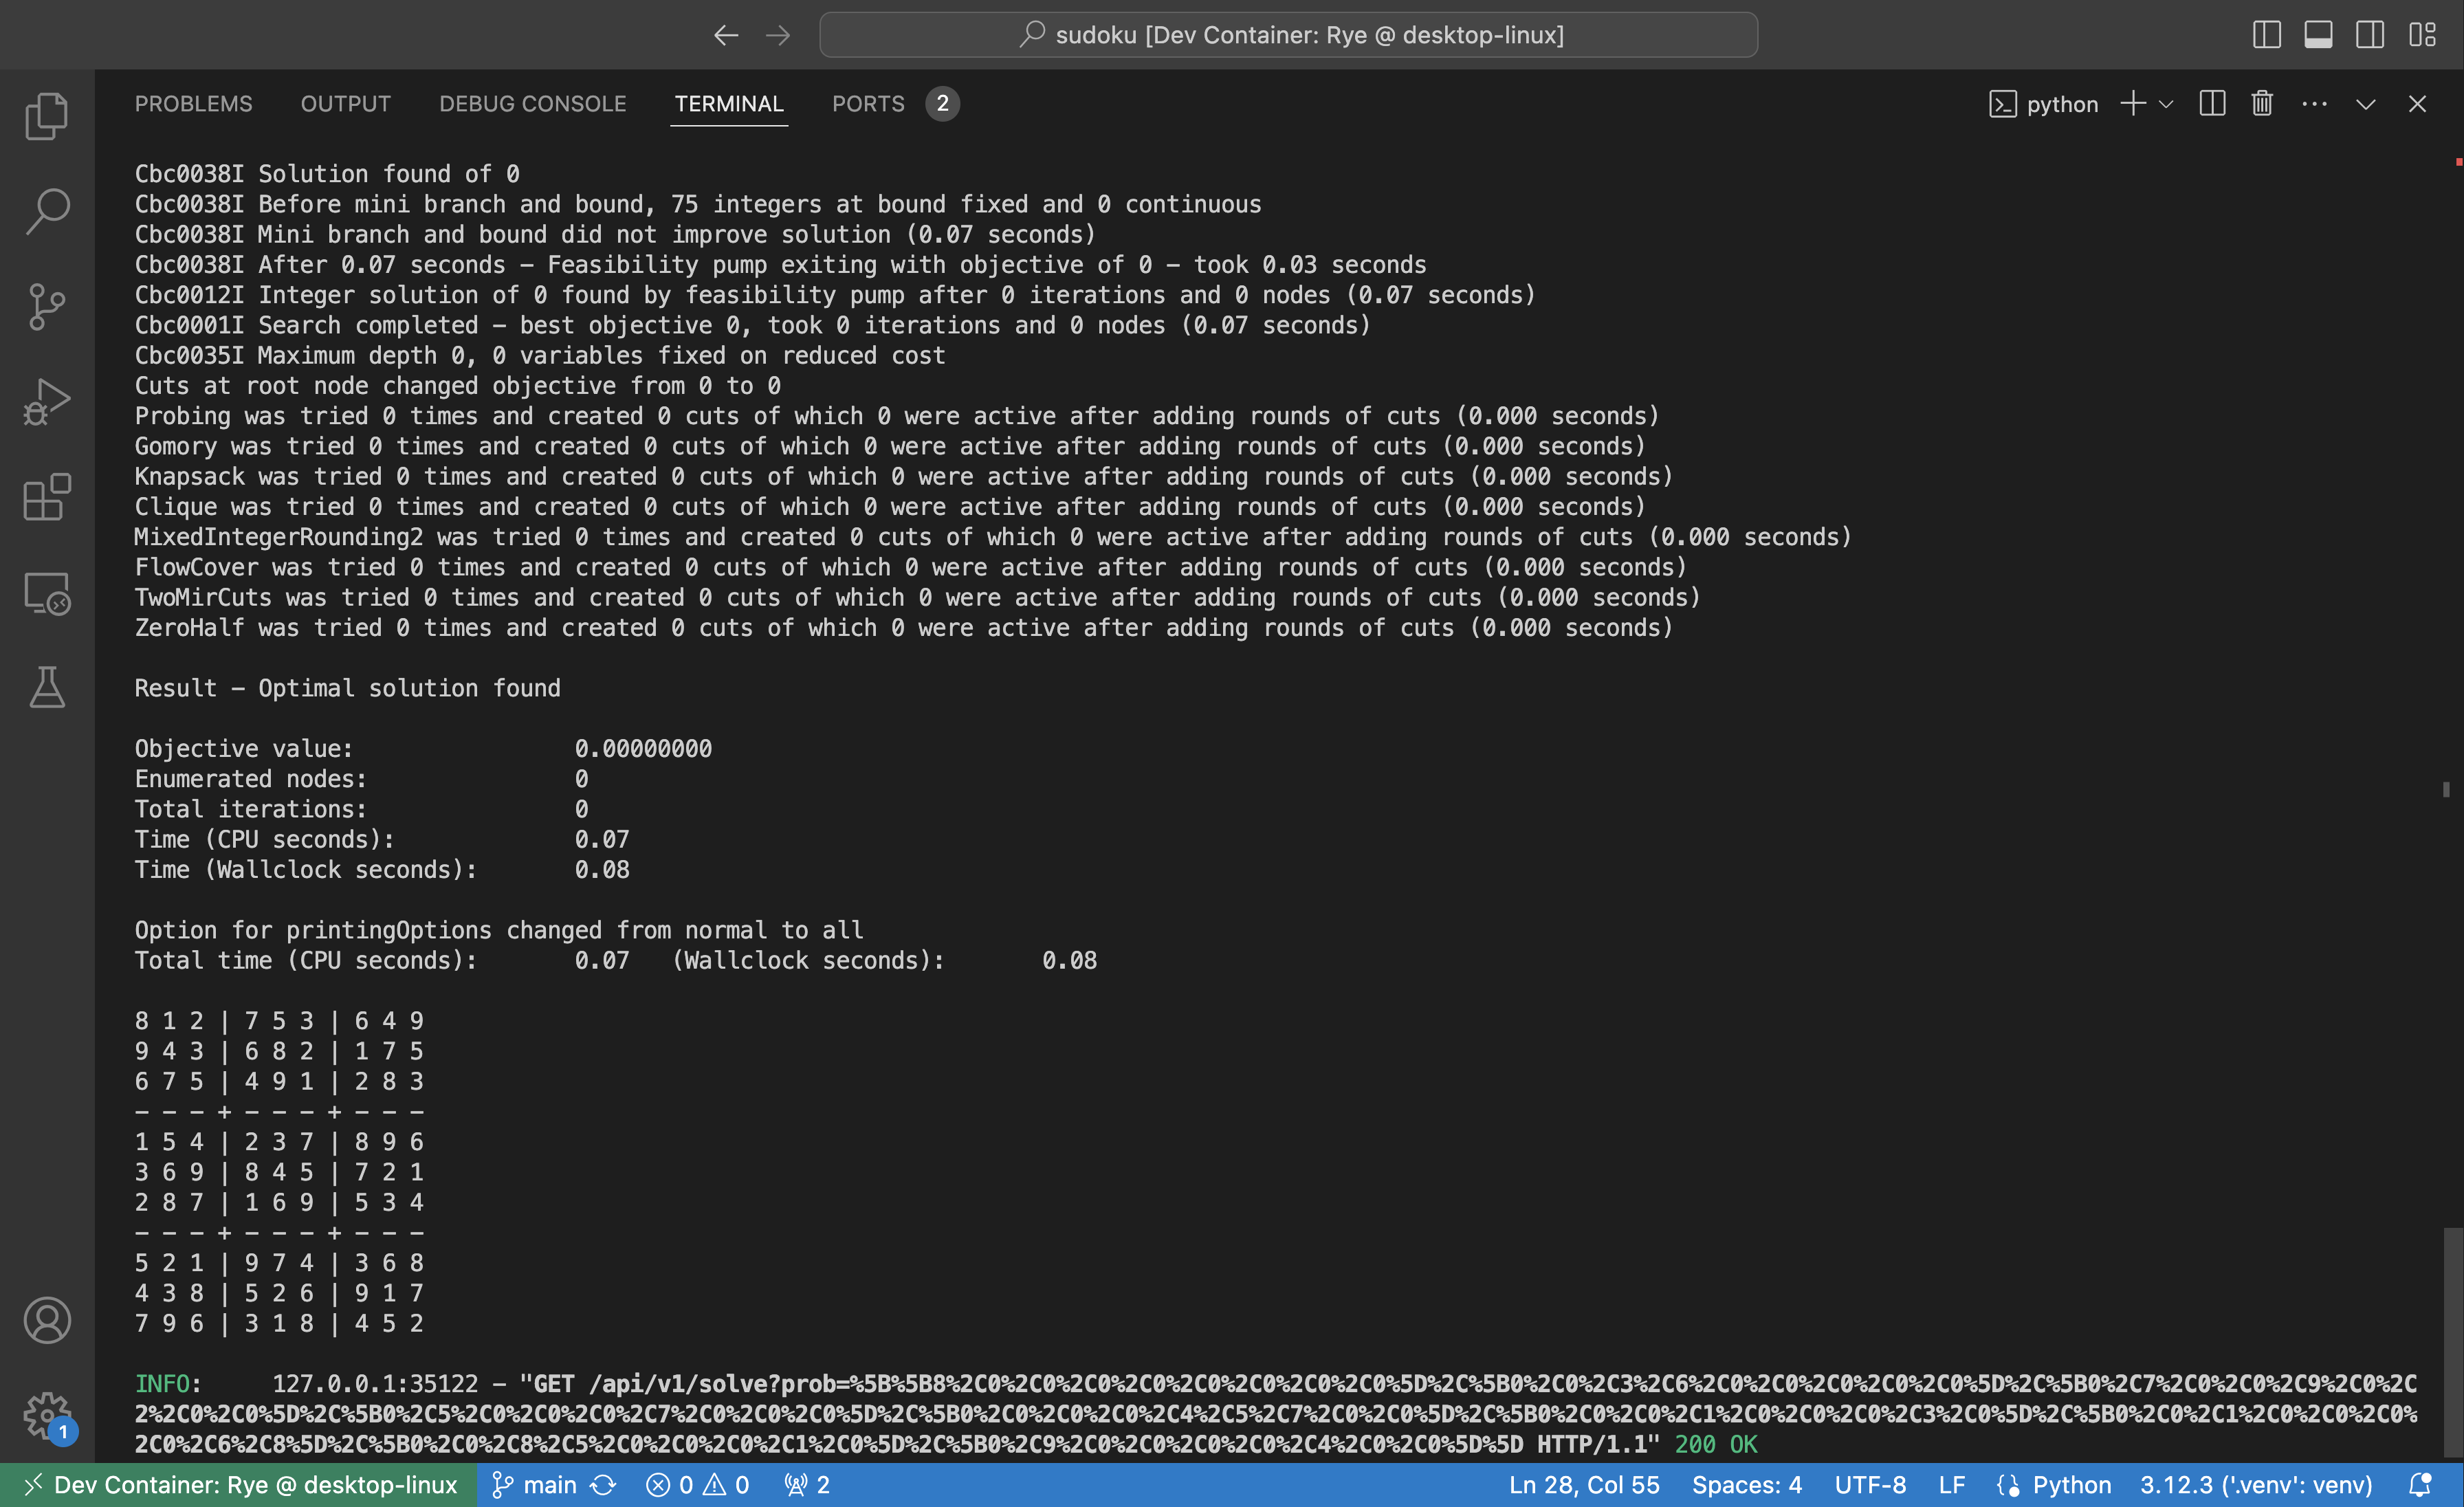 sudoku [Dev Container: Rye @ desktop-linux]
PROBLEMS OUTPUT DEBUG CONSOLE TERMINAL PORTS 2 python
Cbc0038I Solution found of 0
Cbc0038I Before mini branch and bound, 75 integers at bound fixed and 0 continuous
Cbc0038I Mini branch and bound did not improve solution (0.07 seconds)
Cbc0038I After 0.07 seconds – Feasibility pump exiting with objective of 0 – took 0.03 seconds
Cbc0012I Integer solution of 0 found by feasibility pump after 0 iterations and 0 nodes (0.07 seconds)
Cbc0001I Search completed – best objective 0, took 0 iterations and 0 nodes (0.07 seconds)
Cbc0035I Maximum depth 0, 0 variables fixed on reduced cost
Cuts at root node changed objective from 0 to 0
Probing was tried 0 times and created 0 cuts of which 0 were active after adding rounds of cuts (0.000 seconds)
Gomory was tried 0 times and created 0 cuts of which 0 were active after adding rounds of cuts (0.000 seconds)
Knapsack was tried 0 times and created 0 cuts of which 0 were active after adding rounds of cuts (0.000 seconds)
Clique was tried 0 times and created 0 cuts of which 0 were active after adding rounds of cuts (0.000 seconds)
MixedIntegerRounding2 was tried 0 times and created 0 cuts of which 0 were active after adding rounds of cuts (0.000 seconds)
FlowCover was tried 0 times and created 0 cuts of which 0 were active after adding rounds of cuts (0.000 seconds)
TwoMirCuts was tried 0 times and created 0 cuts of which 0 were active after adding rounds of cuts (0.000 seconds)
ZeroHalf was tried 0 times and created 0 cuts of which 0 were active after adding rounds of cuts (0.000 seconds)
Result – Optimal solution found
Objective value: 0.00000000
Enumerated nodes: 0
Total iterations: 0
Time (CPU seconds): 0.07
Time (Wallclock seconds): 0.08
Option for printingOptions changed from normal to all
Total time (CPU seconds): 0.07 (Wallclock seconds): 0.08
8 1 2 | 7 5 3 | 6 4 9
9 4 3 | 6 8 2 | 1 7 5
6 7 5 | 4 9 1 | 2 8 3
– – – + – – – + – – –
1 5 4 | 2 3 7 | 8 9 6
3 6 9 | 8 4 5 | 7 2 1
2 8 7 | 1 6 9 | 5 3 4
– – – + – – – + – – –
5 2 1 | 9 7 4 | 3 6 8
4 3 8 | 5 2 6 | 9 1 7
7 9 6 | 3 1 8 | 4 5 2
INFO: 127.0.0.1:35122 – "GET /api/v1/solve?prob=%5B%5B8%2C0%2C0%2C0%2C0%2C0%2C0%2C0%2C0%5D%2C%5B0%2C0%2C3%2C6%2C0%2C0%2C0%2C0%2C0%5D%2C%5B0%2C7%2C0%2C0%2C9%2C0%2C
2%2C0%2C0%5D%2C%5B0%2C5%2C0%2C0%2C0%2C7%2C0%2C0%2C0%5D%2C%5B0%2C0%2C0%2C0%2C4%2C5%2C7%2C0%2C0%5D%2C%5B0%2C0%2C0%2C1%2C0%2C0%2C0%2C3%2C0%5D%2C%5B0%2C0%2C1%2C0%2C0%2C0%
2C0%2C6%2C8%5D%2C%5B0%2C0%2C8%2C5%2C0%2C0%2C0%2C1%2C0%5D%2C%5B0%2C9%2C0%2C0%2C0%2C0%2C4%2C0%2C0%5D%5D HTTP/1.1" 200 OK
1
Dev Container: Rye @ desktop-linux main 0 0 2 Ln 28, Col 55 Spaces: 4 UTF-8 LF Python 3.12.3 ('.venv': venv)